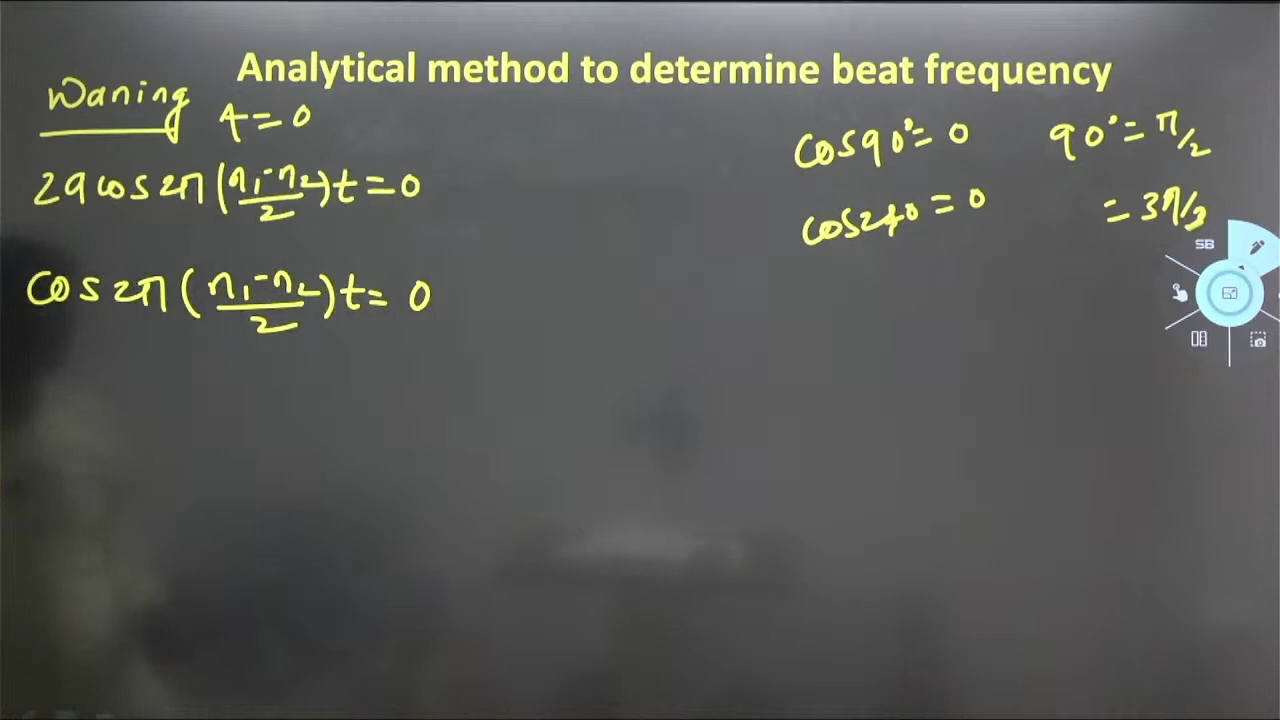 Analytical method to determine beat frequency
Waning A = 0
2a cos 2π (n₁-n₂/2) t = 0
cos 2π (n₁-n₂/2) t = 0
cos 90° = 0 90° = π/2
cos 270 = 0 = 3π/2
SB